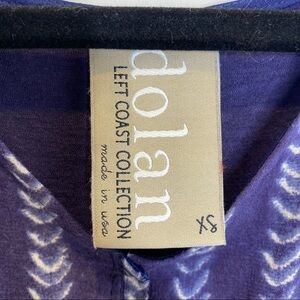 dolan
LEFT COAST COLLECTION
made in usa
XS